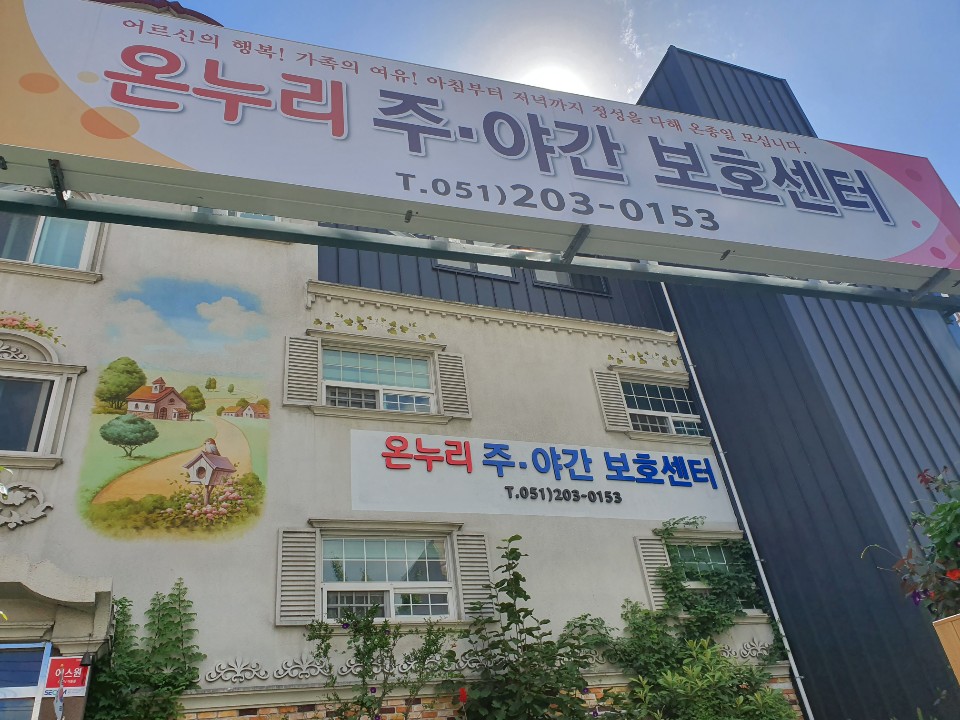 어르신의 행복! 가족의 여유! 아침부터 저녁까지 정성을 다해 온종일 모십니다.
온누리 주·야간 보호센터
T.051)203-0153
온누리 주·야간 보호센터
T.051)203-0153
에스원